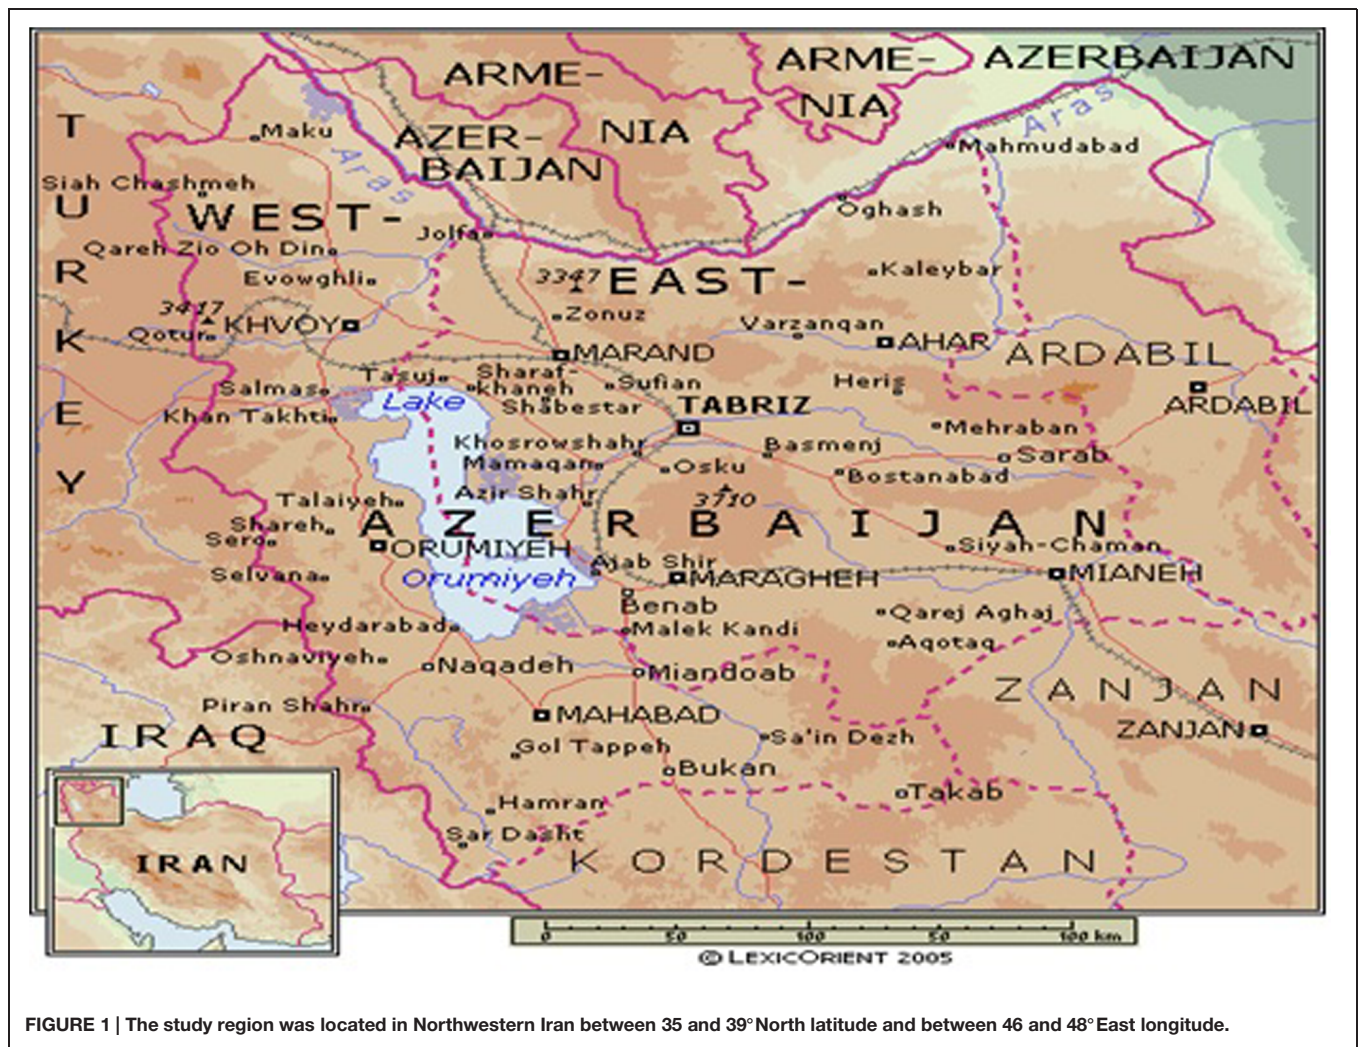 ARME-
ARME-
AZERBAIJAN
NIA
T
Maku
AZER-
NIA
Aras
BAIJAN
Aras
Mahmudabad
Siah Chashmeh
U
WEST-
Oghash
Jolfa
Qareh Zio Oh Din
R
Evowghli
3347
EAST-
Kaleybar
3417
KHVOY
Zonuz
Varzanqan
Qotur
K
MARAND
AHAR
ARDABIL
Tasuj
Sharaf-
khaneh
Sufian
Heris
Salmas
Lake
Shabestar
TABRIZ
ARDABIL
E
Khan Takhti
Mehraban
Khosrowshahr
Basmenj
Sarab
Mamaqan
Osku
Bostanabad
Y
Azir Shahr
3710
Talaiyeh
Shareh
AZERBAIJAN
Sero
ORUMIYEH
Siyah-Chaman
Ajab Shir
Selvana
Orumiyeh
MARAGHEH
MIANEH
Benab
Qarej Aghaj
Heydarabad
Malek Kandi
Aqotaq
Oshnaviyeh
Naqadeh
Miandoab
ZANJAN
Piran Shahr
MAHABAD
ZANJAN
IRAQ
Gol Tappeh
Sa'in Dezh
Bukan
Hamran
Takab
Sar Dasht
IRAN
KORDESTAN
0 50 100 50 100 km
© LEXICORIENT 2005
FIGURE 1 | The study region was located in Northwestern Iran between 35 and 39° North latitude and between 46 and 48° East longitude.